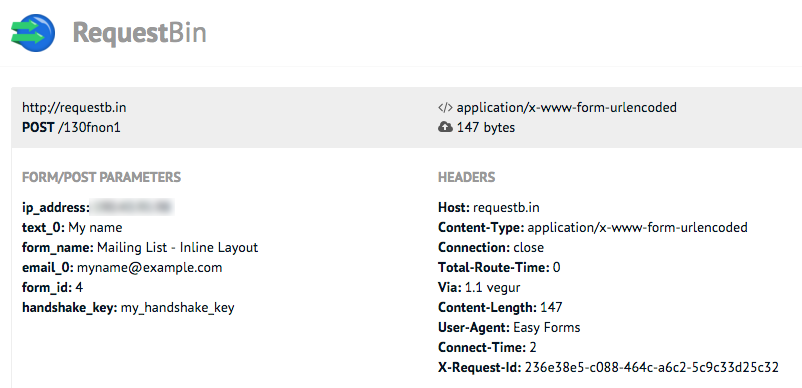 RequestBin
http://requestb.in
POST /130fnon1
</> application/x-www-form-urlencoded
147 bytes
FORM/POST PARAMETERS
ip_address:
text_0: My name
form_name: Mailing List - Inline Layout
email_0: myname@example.com
form_id: 4
handshake_key: my_handshake_key
HEADERS
Host: requestb.in
Content-Type: application/x-www-form-urlencoded
Connection: close
Total-Route-Time: 0
Via: 1.1 vegur
Content-Length: 147
User-Agent: Easy Forms
Connect-Time: 2
X-Request-Id: 236e38e5-c088-464c-a6c2-5c9c33d25c32